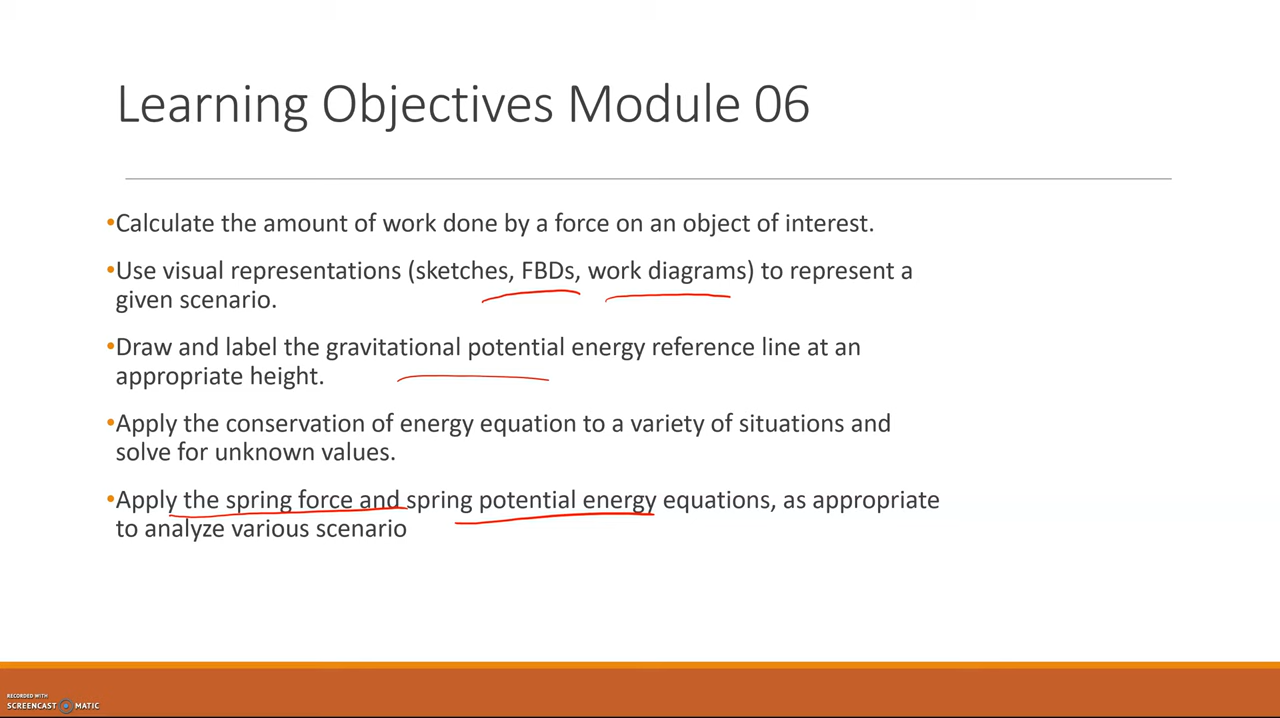 Learning Objectives Module 06
•Calculate the amount of work done by a force on an object of interest.
•Use visual representations (sketches, FBDs, work diagrams) to represent a
given scenario.
•Draw and label the gravitational potential energy reference line at an
appropriate height.
•Apply the conservation of energy equation to a variety of situations and
solve for unknown values.
•Apply the spring force and spring potential energy equations, as appropriate
to analyze various scenario
RECORDED WITH
SCREENCAST MATIC